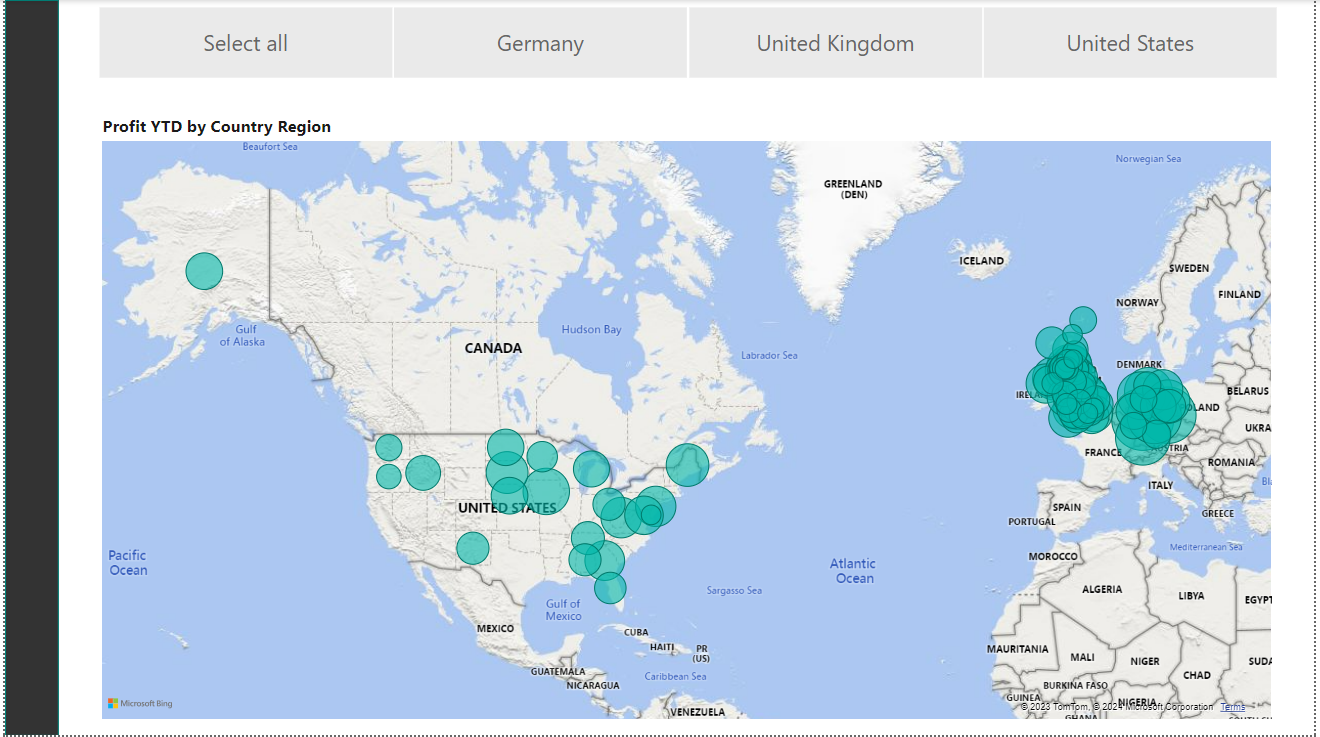 Select all
Germany
United Kingdom
United States
Profit YTD by Country Region
Beaufort Sea
Norwegian Sea
GREENLAND
(DEN)
ICELAND
SWEDEN
FINLAND
NORWAY
Gulf
of Alaska
Hudson Bay
CANADA
Labrador Sea
DENMARK
BELARUS
IREL
LAND
UKRA
FRANCE
STRIA
ROMANIA
ITALY
Bl
UNITED STATES
SPAIN
GREECE
PORTUGAL
Mediterranean Sea
Pacific
Ocean
Atlantic
Ocean
MOROCCO
ALGERIA
LIBYA
EGYPT
Sargasso Sea
Gulf of
Mexico
MEXICO
CUBA
HAITI
PR
(US)
MAURITANIA
MALI
NIGER
CHAD
SUDA
GUATEMALA
NICARAGUA
Caribbean Sea
BURKINA FASO
GUINEA
NIGERIA
VENEZUELA
GHANA
Microsoft Bing
© 2023 TomTom, © 2024 Microsoft Corporation Terms